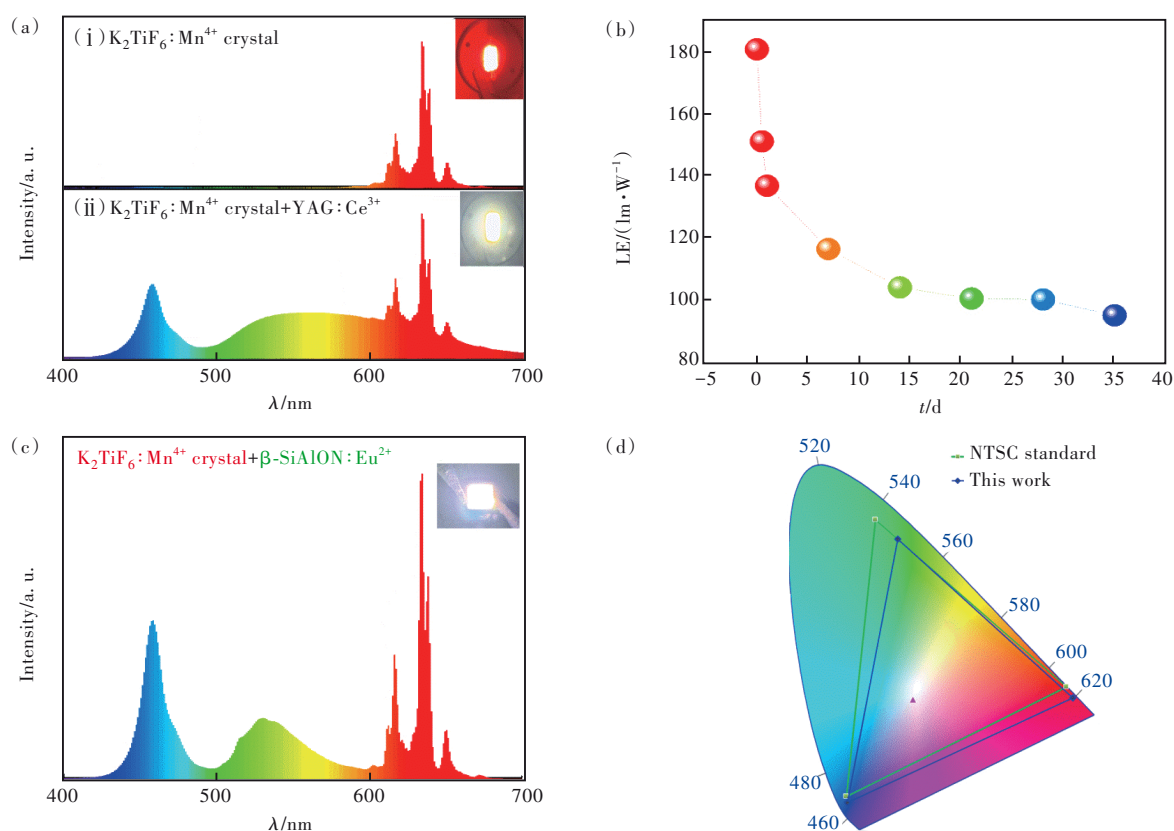 (a)
(i) K₂TiF₆:Mn⁴⁺ crystal
(ii) K₂TiF₆:Mn⁴⁺ crystal+YAG:Ce³⁺
Intensity/a. u.
400 500 600 700
λ/nm
(b)
180
160
140
120
100
80
LE/(lm·W⁻¹)
-5 0 5 10 15 20 25 30 35 40
t/d
(c)
K₂TiF₆:Mn⁴⁺ crystal+β-SiAlON:Eu²⁺
Intensity/a. u.
400 500 600 700
λ/nm
(d)
NTSC standard
This work
520
540
560
580
600
620
480
460